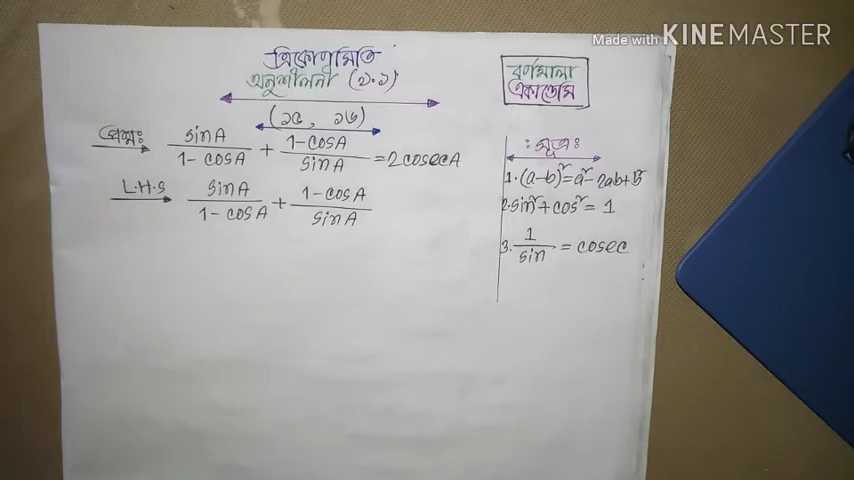 Made with KINEMASTER
ত্রিকোণমিতি
অনুশীলনী (৯.১)
(১৫, ১৬)
প্রশ্ন: sinA/(1-cosA) + (1-cosA)/sinA = 2cosecA
L.H.S sinA/(1-cosA) + (1-cosA)/sinA
বর্ণমালা
একাডেমি
:সূত্র:
1. (a-b)² = a² - 2ab + b²
2. sin² + cos² = 1
3. 1/sin = cosec